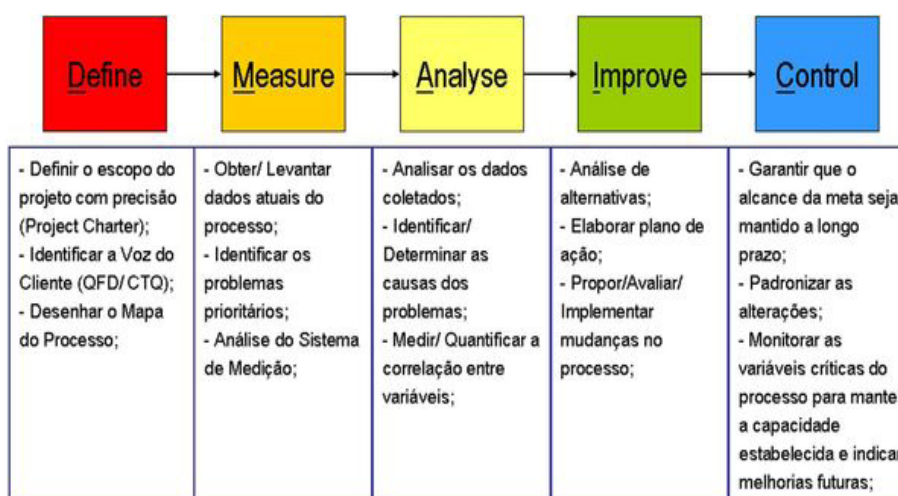 Define
Measure
Analyse
Improve
Control
- Definir o escopo do
projeto com precisão
(Project Charter);
- Identificar a Voz do
Cliente (QFD/ CTQ);
- Desenhar o Mapa
do Processo;
- Obter/ Levantar
dados atuais do
processo;
- Identificar os
problemas
prioritários;
- Análise do Sistema
de Medição;
- Analisar os dados
coletados;
- Identificar/
Determinar as
causas dos
problemas;
- Medir/ Quantificar a
correlação entre
variáveis;
- Análise de
alternativas;
- Elaborar plano de
ação;
- Propor/Avaliar/
Implementar
mudanças no
processo;
- Garantir que o
alcance da meta seja
mantido a longo
prazo;
- Padronizar as
alterações;
- Monitorar as
variáveis críticas do
processo para mante
a capacidade
estabelecida e indicar
melhorias futuras;